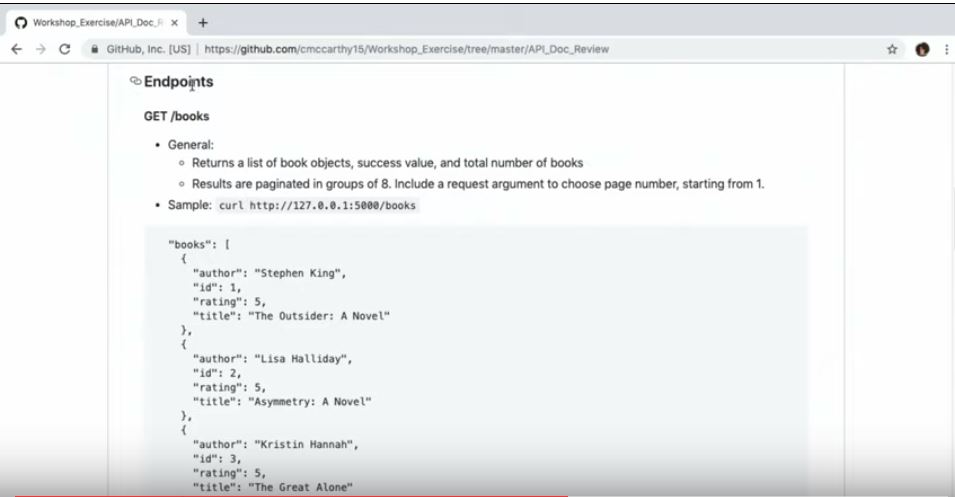 Workshop_Exercise/API_Doc_R
GitHub, Inc. [US] | https://github.com/cmccarthy15/Workshop_Exercise/tree/master/API_Doc_Review
Endpoints
GET /books
• General:
◦ Returns a list of book objects, success value, and total number of books
◦ Results are paginated in groups of 8. Include a request argument to choose page number, starting from 1.
• Sample: curl http://127.0.0.1:5000/books
"books": [
{
"author": "Stephen King",
"id": 1,
"rating": 5,
"title": "The Outsider: A Novel"
},
{
"author": "Lisa Halliday",
"id": 2,
"rating": 5,
"title": "Asymmetry: A Novel"
},
{
"author": "Kristin Hannah",
"id": 3,
"rating": 5,
"title": "The Great Alone"